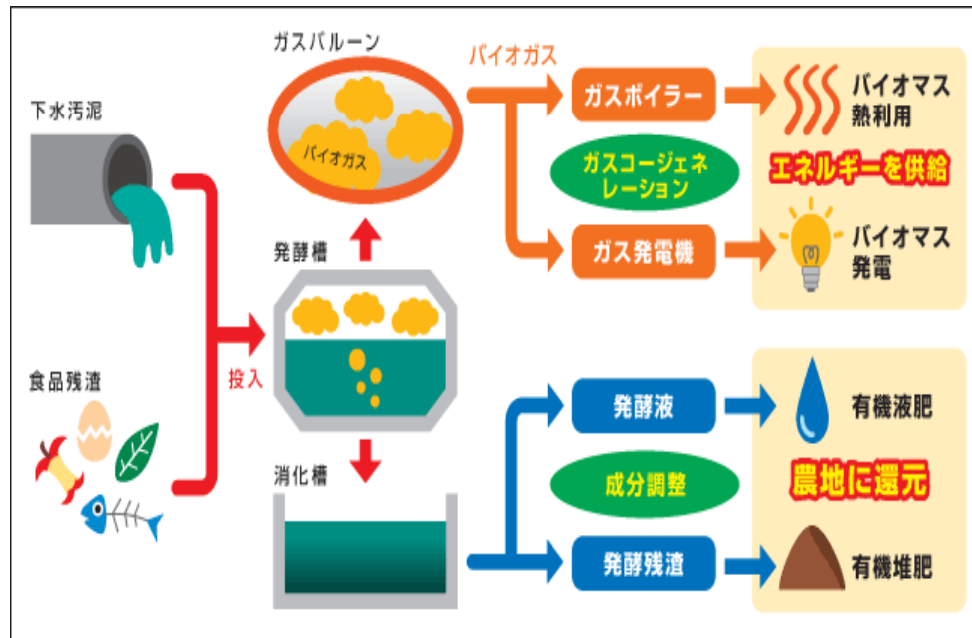 ガスバルーン
バイオガス
下水汚泥
バイオガス
ガスボイラー
バイオマス
熱利用
ガスコージェネ
レーション
エネルギーを供給
発酵槽
ガス発電機
バイオマス
発電
食品残渣
投入
発酵液
有機液肥
消化槽
成分調整
農地に還元
発酵残渣
有機堆肥